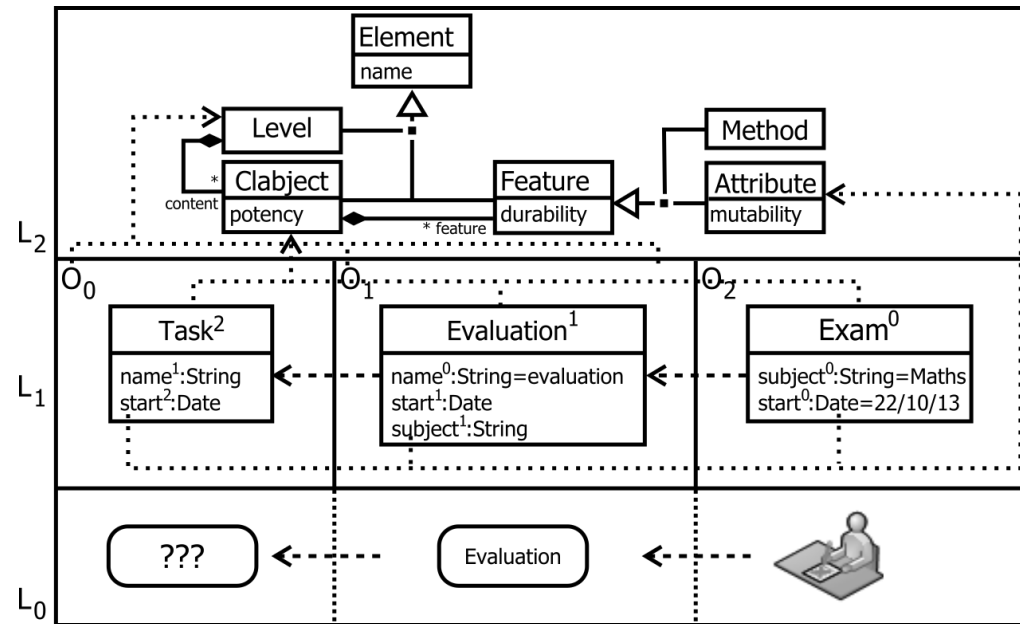 Element
name
Level
Method
Clabject
potency
Feature
durability
Attribute
mutability
*
content
* feature
L2
O0
O1
O2
Task2
name1:String
start2:Date
Evaluation1
name0:String=evaluation
start1:Date
subject1:String
Exam0
subject0:String=Maths
start0:Date=22/10/13
L1
???
Evaluation
L0